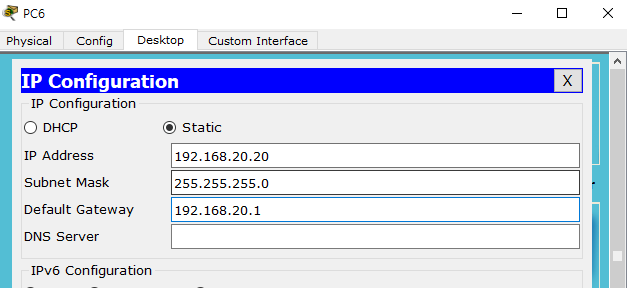 PC6
Physical Config Desktop Custom Interface
IP Configuration X
IP Configuration
DHCP Static
IP Address 192.168.20.20
Subnet Mask 255.255.255.0
Default Gateway 192.168.20.1
DNS Server
IPv6 Configuration